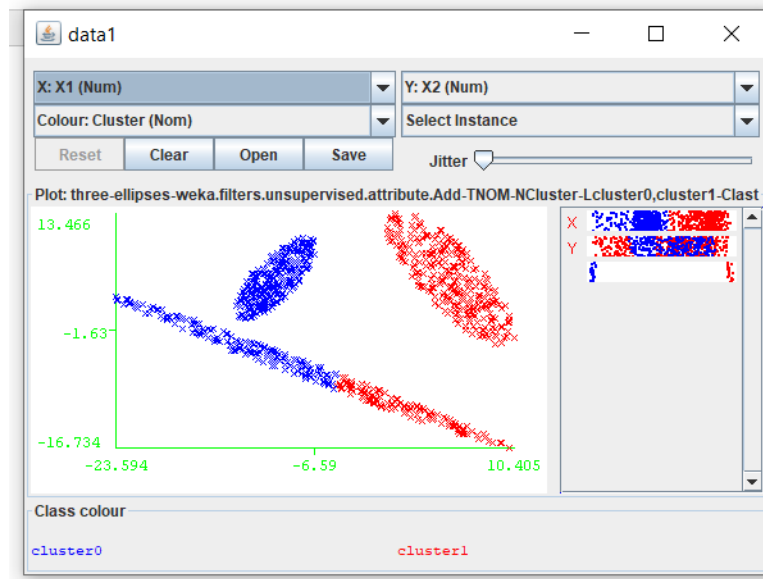 data1
X: X1 (Num) Y: X2 (Num)
Colour: Cluster (Nom) Select Instance
Reset Clear Open Save Jitter
Plot: three-ellipses-weka.filters.unsupervised.attribute.Add-TNOM-NCluster-Lcluster0,cluster1-Clast
13.466
-1.63
-16.734
-23.594 -6.59 10.405
X
Y
Class colour
cluster0 cluster1